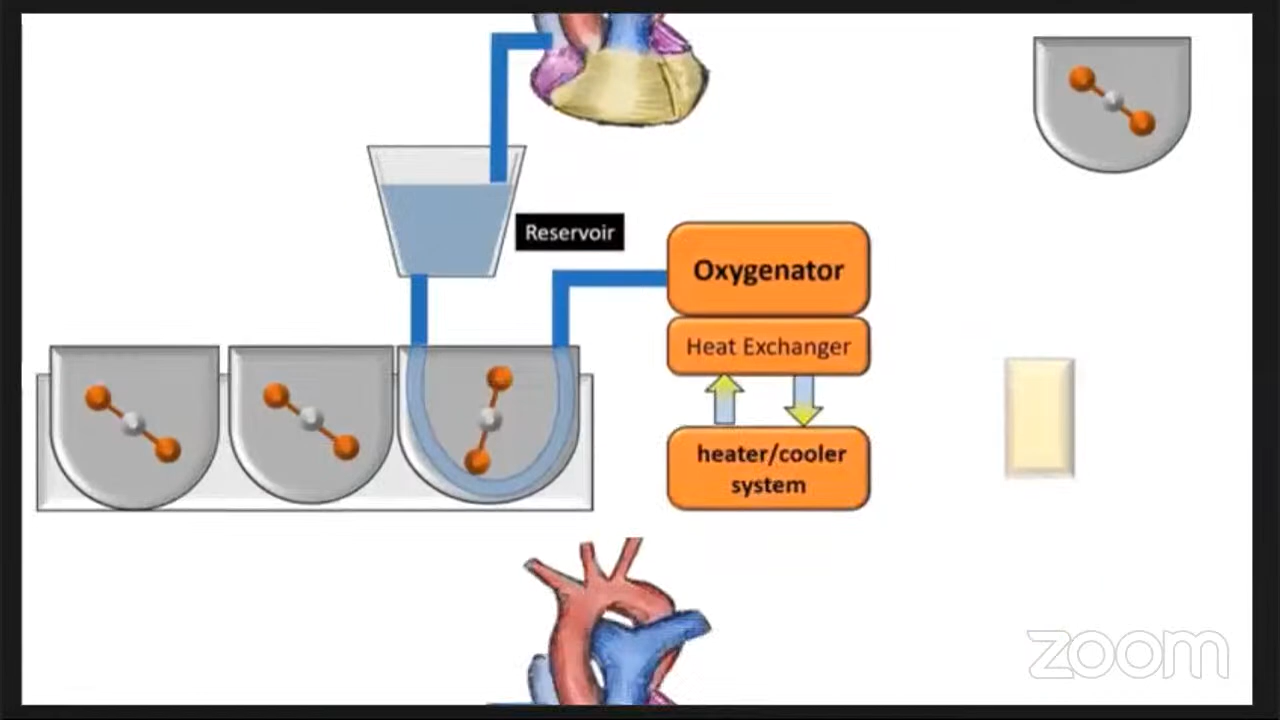 Reservoir
Oxygenator
Heat Exchanger
heater/cooler
system
zoom